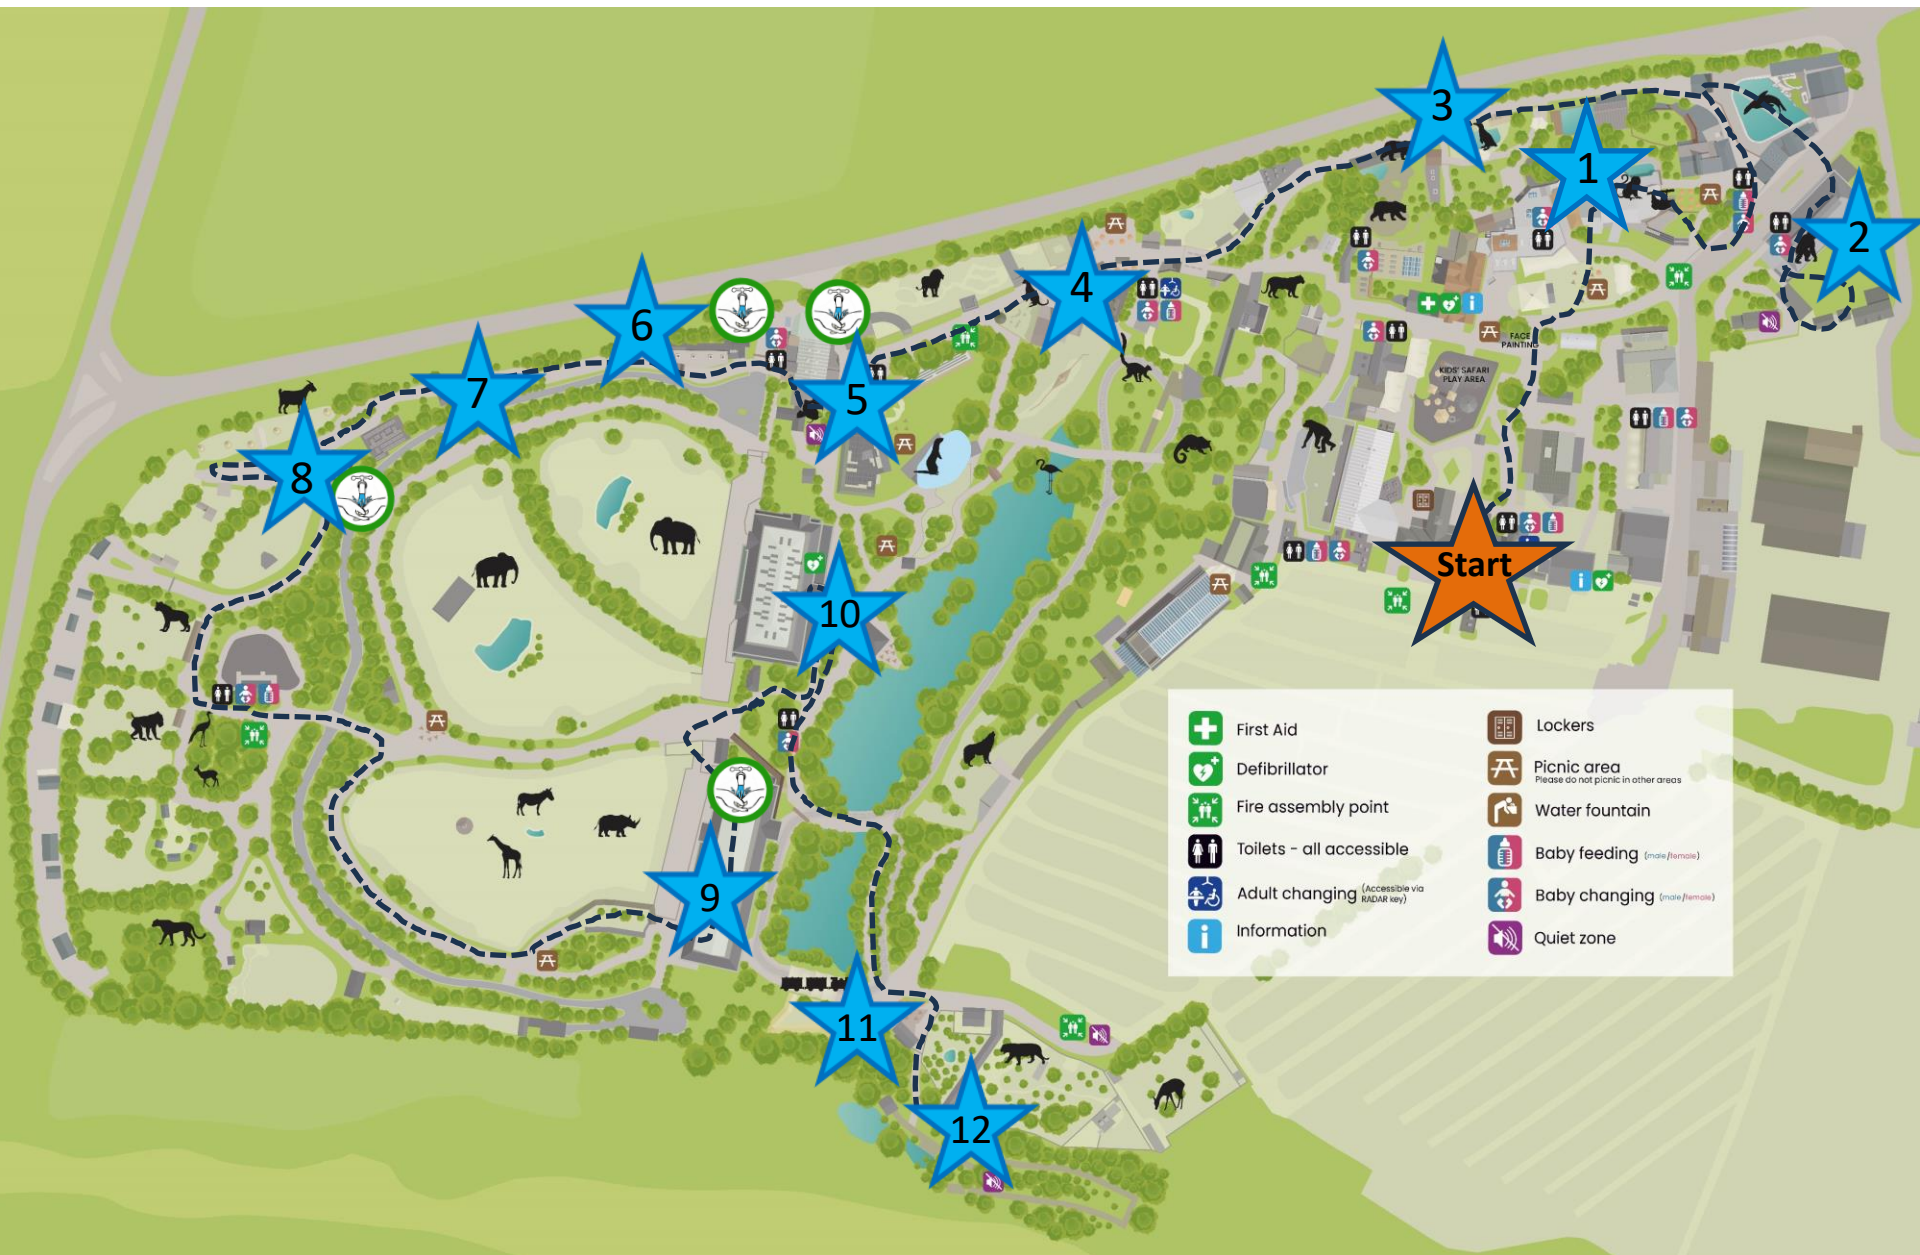 3
1
2
4
6
5
7
8
FACE
PAINTING
KIDS' SAFARI
PLAY AREA
Start
10
9
11
12
First Aid
Defibrillator
Fire assembly point
Toilets - all accessible
Adult changing (Accessible via
RADAR key)
Information
Lockers
Picnic area
Please do not picnic in other areas
Water fountain
Baby feeding (male/female)
Baby changing (male/female)
Quiet zone